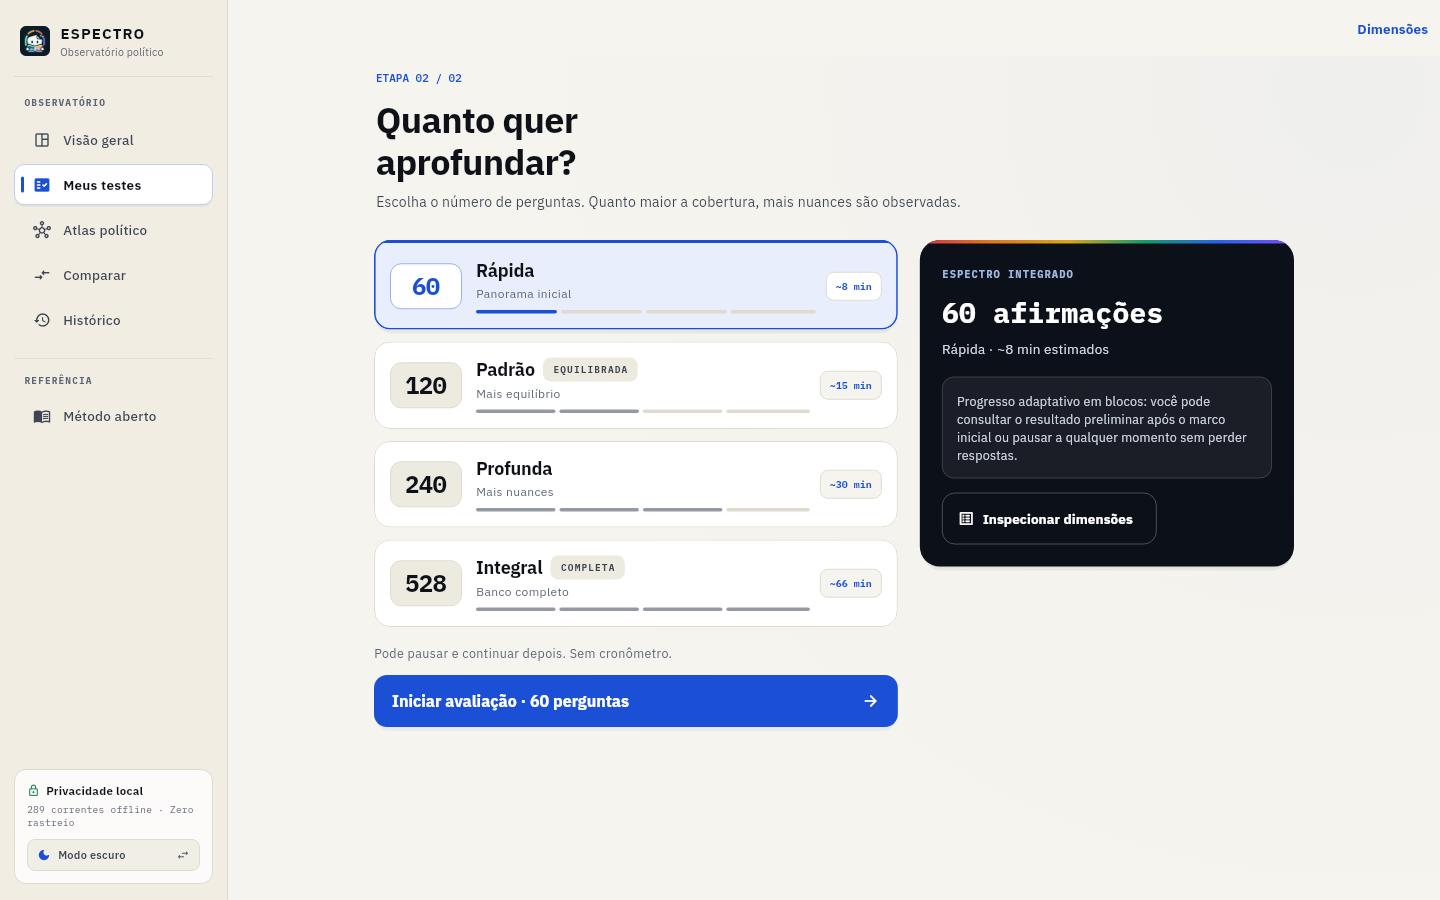 ESPECTRO
Observatório político
OBSERVATÓRIO
Visão geral
Meus testes
Atlas político
Comparar
Histórico
REFERÊNCIA
Método aberto
Privacidade local
289 correntes offline · Zero
rastreio
Modo escuro
Dimensões
ETAPA 02 / 02
Quanto quer
aprofundar?
Escolha o número de perguntas. Quanto maior a cobertura, mais nuances são observadas.
60
Rápida
Panorama inicial
~8 min
120
Padrão
EQUILIBRADA
Mais equilíbrio
~15 min
240
Profunda
Mais nuances
~30 min
528
Integral
COMPLETA
Banco completo
~66 min
Pode pausar e continuar depois. Sem cronômetro.
Iniciar avaliação · 60 perguntas
ESPECTRO INTEGRADO
60 afirmações
Rápida · ~8 min estimados
Progresso adaptativo em blocos: você pode
consultar o resultado preliminar após o marco
inicial ou pausar a qualquer momento sem perder
respostas.
Inspecionar dimensões